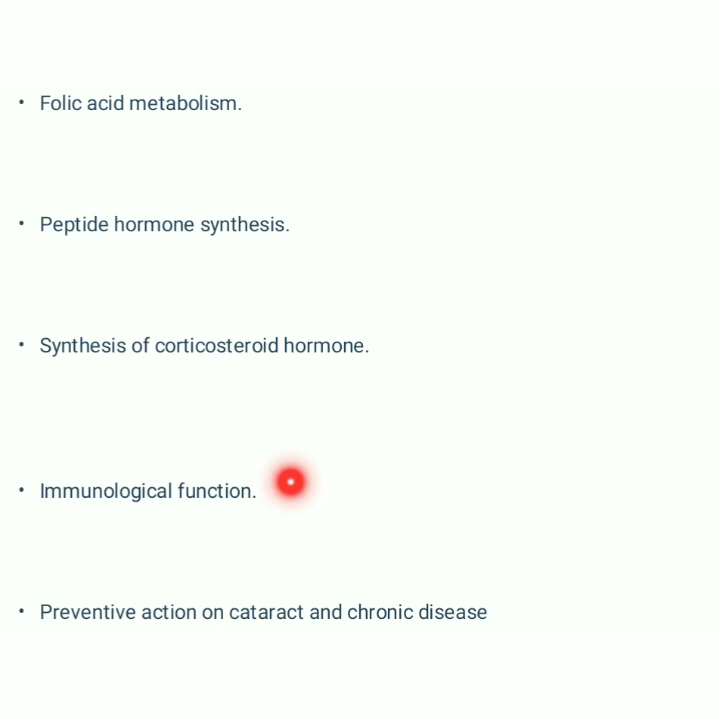 • Folic acid metabolism.
• Peptide hormone synthesis.
• Synthesis of corticosteroid hormone.
• Immunological function.
• Preventive action on cataract and chronic disease